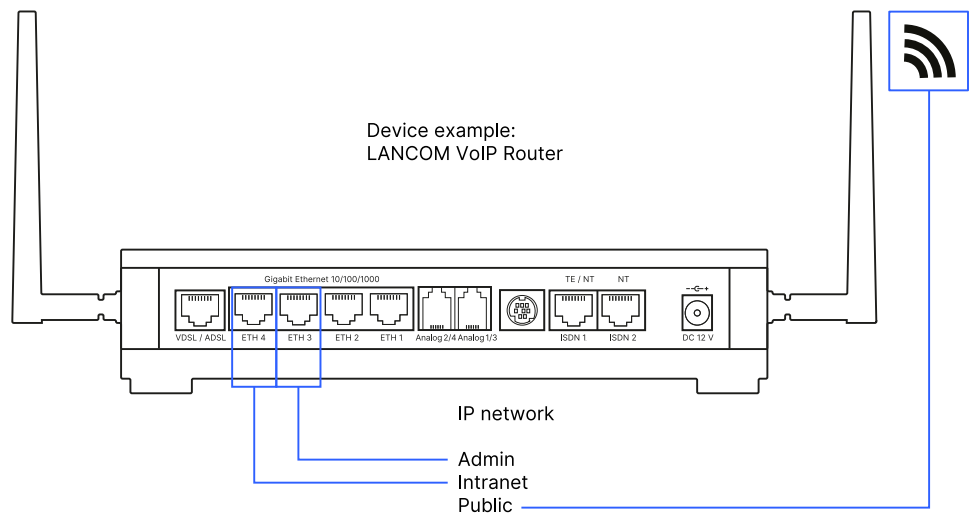 Device example:
LANCOM VoIP Router
Gigabit Ethernet 10/100/1000
TE / NT
NT
VDSL / ADSL
ETH 4
ETH 3
ETH 2
ETH 1
Analog 2/4
Analog 1/3
ISDN 1
ISDN 2
DC 12 V
IP network
Admin
Intranet
Public